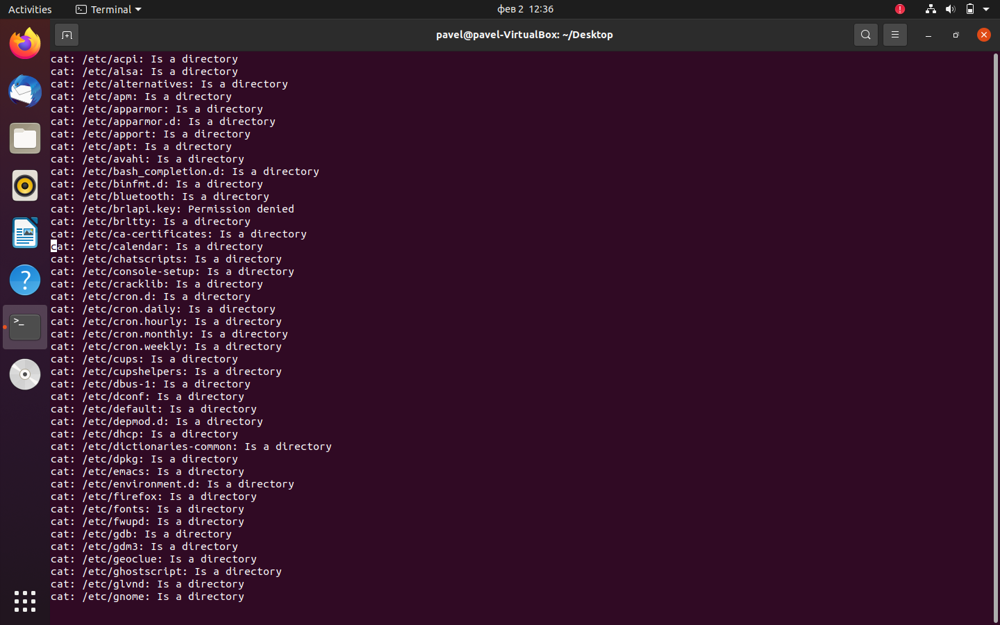 Activities Terminal фев 2 12:36
pavel@pavel-VirtualBox: ~/Desktop
cat: /etc/acpi: Is a directory
cat: /etc/alsa: Is a directory
cat: /etc/alternatives: Is a directory
cat: /etc/apm: Is a directory
cat: /etc/apparmor: Is a directory
cat: /etc/apparmor.d: Is a directory
cat: /etc/apport: Is a directory
cat: /etc/apt: Is a directory
cat: /etc/avahi: Is a directory
cat: /etc/bash_completion.d: Is a directory
cat: /etc/binfmt.d: Is a directory
cat: /etc/bluetooth: Is a directory
cat: /etc/brlapi.key: Permission denied
cat: /etc/brltty: Is a directory
cat: /etc/ca-certificates: Is a directory
cat: /etc/calendar: Is a directory
cat: /etc/chatscripts: Is a directory
cat: /etc/console-setup: Is a directory
cat: /etc/cracklib: Is a directory
cat: /etc/cron.d: Is a directory
cat: /etc/cron.daily: Is a directory
cat: /etc/cron.hourly: Is a directory
cat: /etc/cron.monthly: Is a directory
cat: /etc/cron.weekly: Is a directory
cat: /etc/cups: Is a directory
cat: /etc/cupshelpers: Is a directory
cat: /etc/dbus-1: Is a directory
cat: /etc/dconf: Is a directory
cat: /etc/default: Is a directory
cat: /etc/depmod.d: Is a directory
cat: /etc/dhcp: Is a directory
cat: /etc/dictionaries-common: Is a directory
cat: /etc/dpkg: Is a directory
cat: /etc/emacs: Is a directory
cat: /etc/environment.d: Is a directory
cat: /etc/firefox: Is a directory
cat: /etc/fonts: Is a directory
cat: /etc/fwupd: Is a directory
cat: /etc/gdb: Is a directory
cat: /etc/gdm3: Is a directory
cat: /etc/geoclue: Is a directory
cat: /etc/ghostscript: Is a directory
cat: /etc/glvnd: Is a directory
cat: /etc/gnome: Is a directory